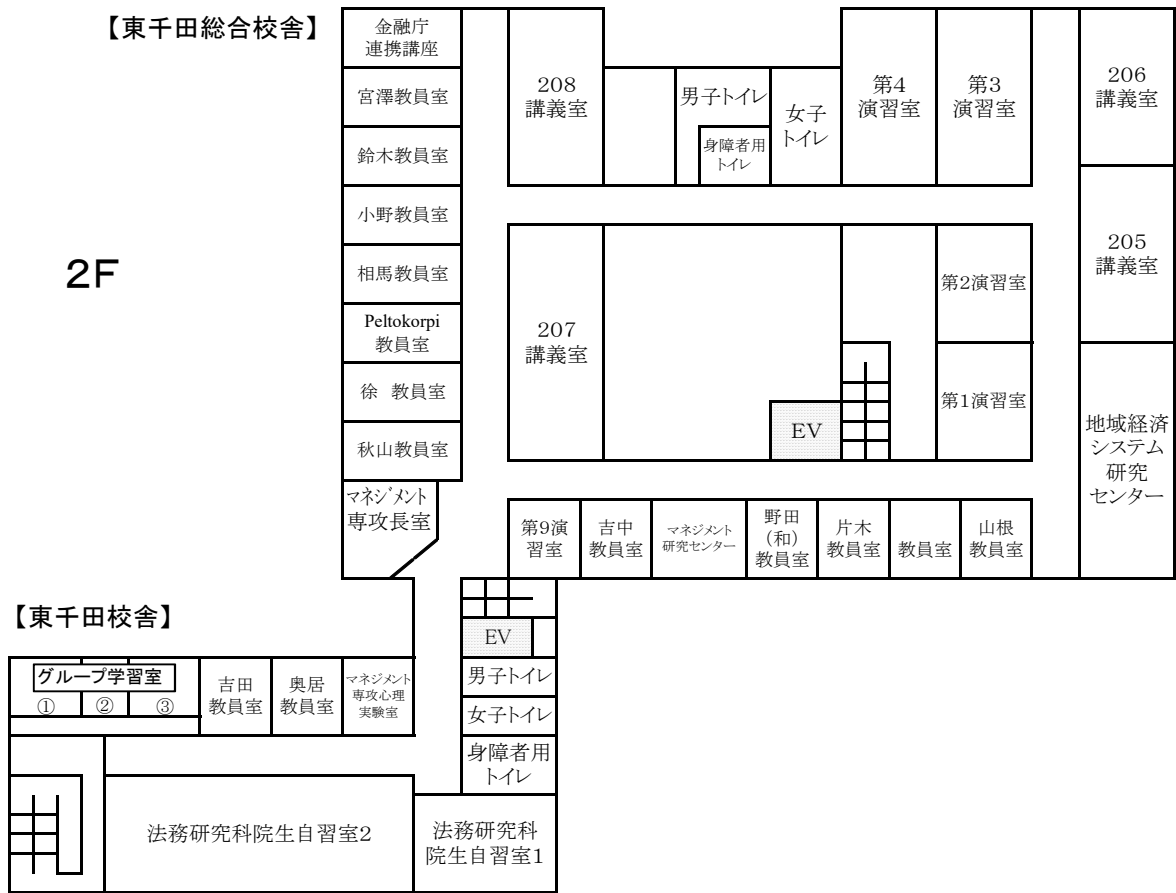 【東千田総合校舎】
2F
金融庁
連携講座
宮澤教員室
鈴木教員室
小野教員室
相馬教員室
Peltokorpi
教員室
徐 教員室
秋山教員室
マネジメント
専攻長室
208
講義室
男子トイレ
身障者用
トイレ
女子
トイレ
第4
演習室
第3
演習室
206
講義室
205
講義室
207
講義室
EV
第2演習室
第1演習室
地域経済
システム
研究
センター
第9演
習室
吉中
教員室
マネジメント
研究センター
野田
(和)
教員室
片木
教員室
教員室
山根
教員室
【東千田校舎】
グループ学習室
① ② ③
吉田
教員室
奥居
教員室
マネジメント
専攻心理
実験室
EV
男子トイレ
女子トイレ
身障者用
トイレ
法務研究科院生自習室2
法務研究科
院生自習室1